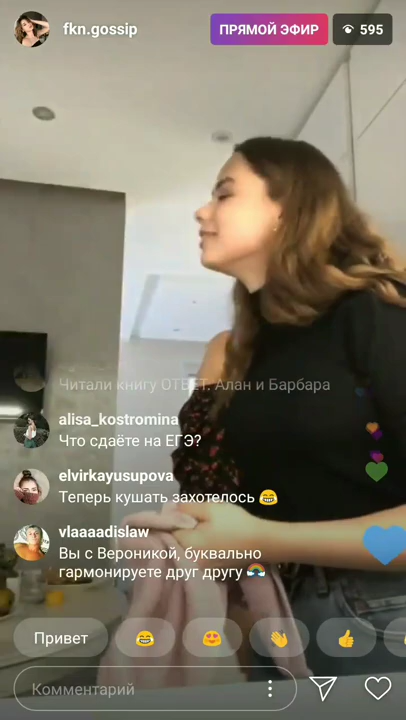 fkn.gossip
ПРЯМОЙ ЭФИР
595
Читали книгу ОТВЕТ. Алан и Барбара
alisa_kostromina
Что сдаёте на ЕГЭ?
elvirkayusupova
Теперь кушать захотелось 😂
vlaaaadislaw
Вы с Вероникой, буквально
гармонируете друг другу 🏳️‍🌈
Привет 😂 😍 👋 👍
Комментарий